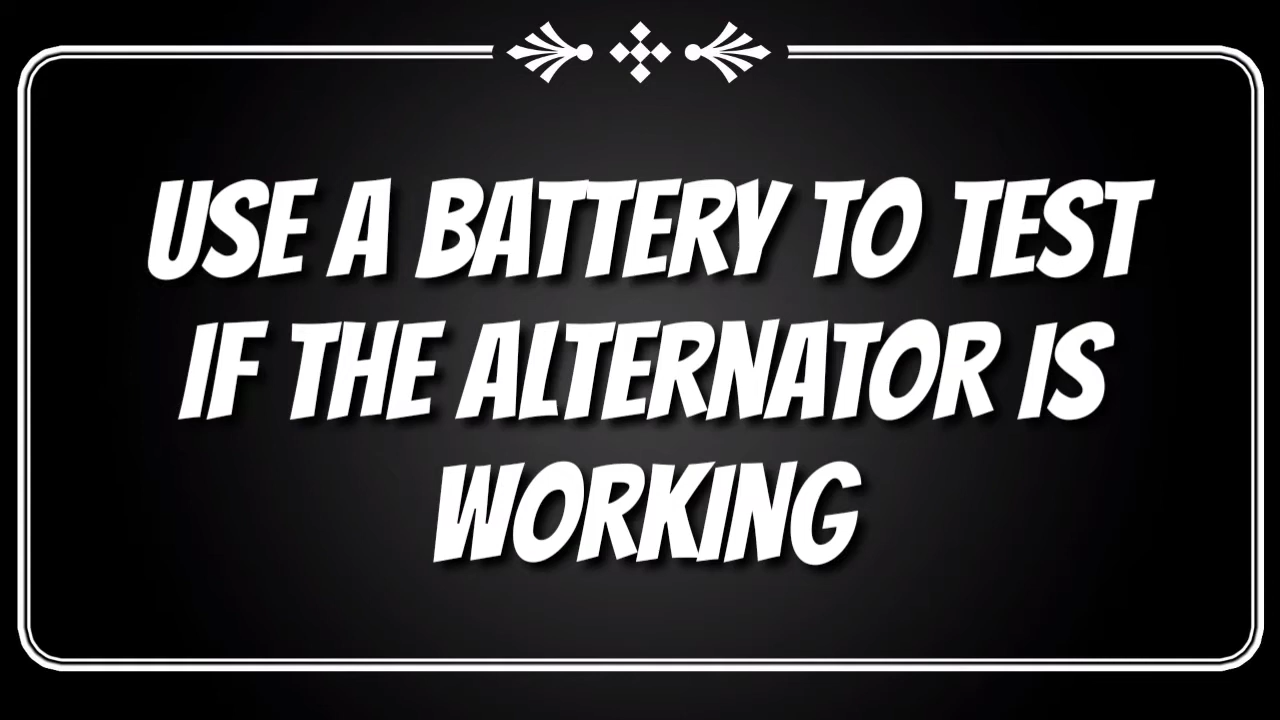 USE A BATTERY TO TEST
IF THE ALTERNATOR IS
WORKING